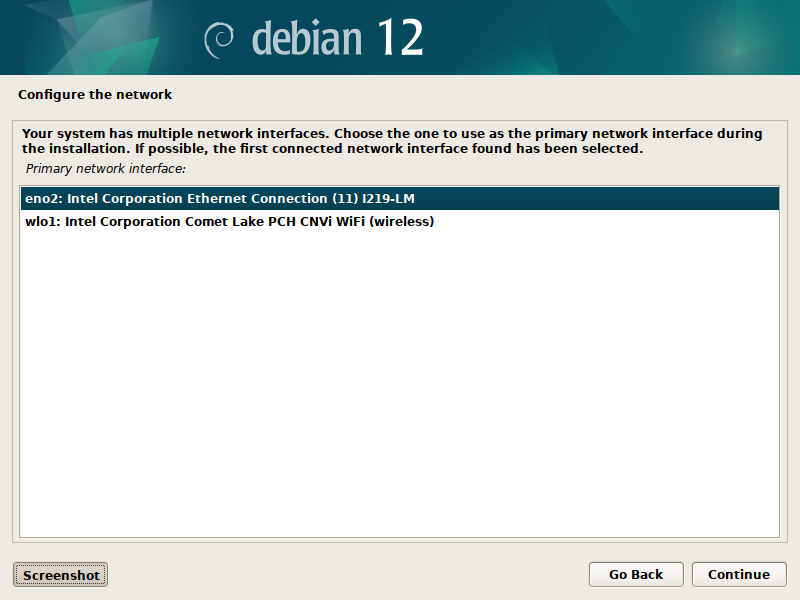 debian 12
Configure the network
Your system has multiple network interfaces. Choose the one to use as the primary network interface during
the installation. If possible, the first connected network interface found has been selected.
Primary network interface:
eno2: Intel Corporation Ethernet Connection (11) I219-LM
wlo1: Intel Corporation Comet Lake PCH CNVi WiFi (wireless)
Screenshot
Go Back
Continue